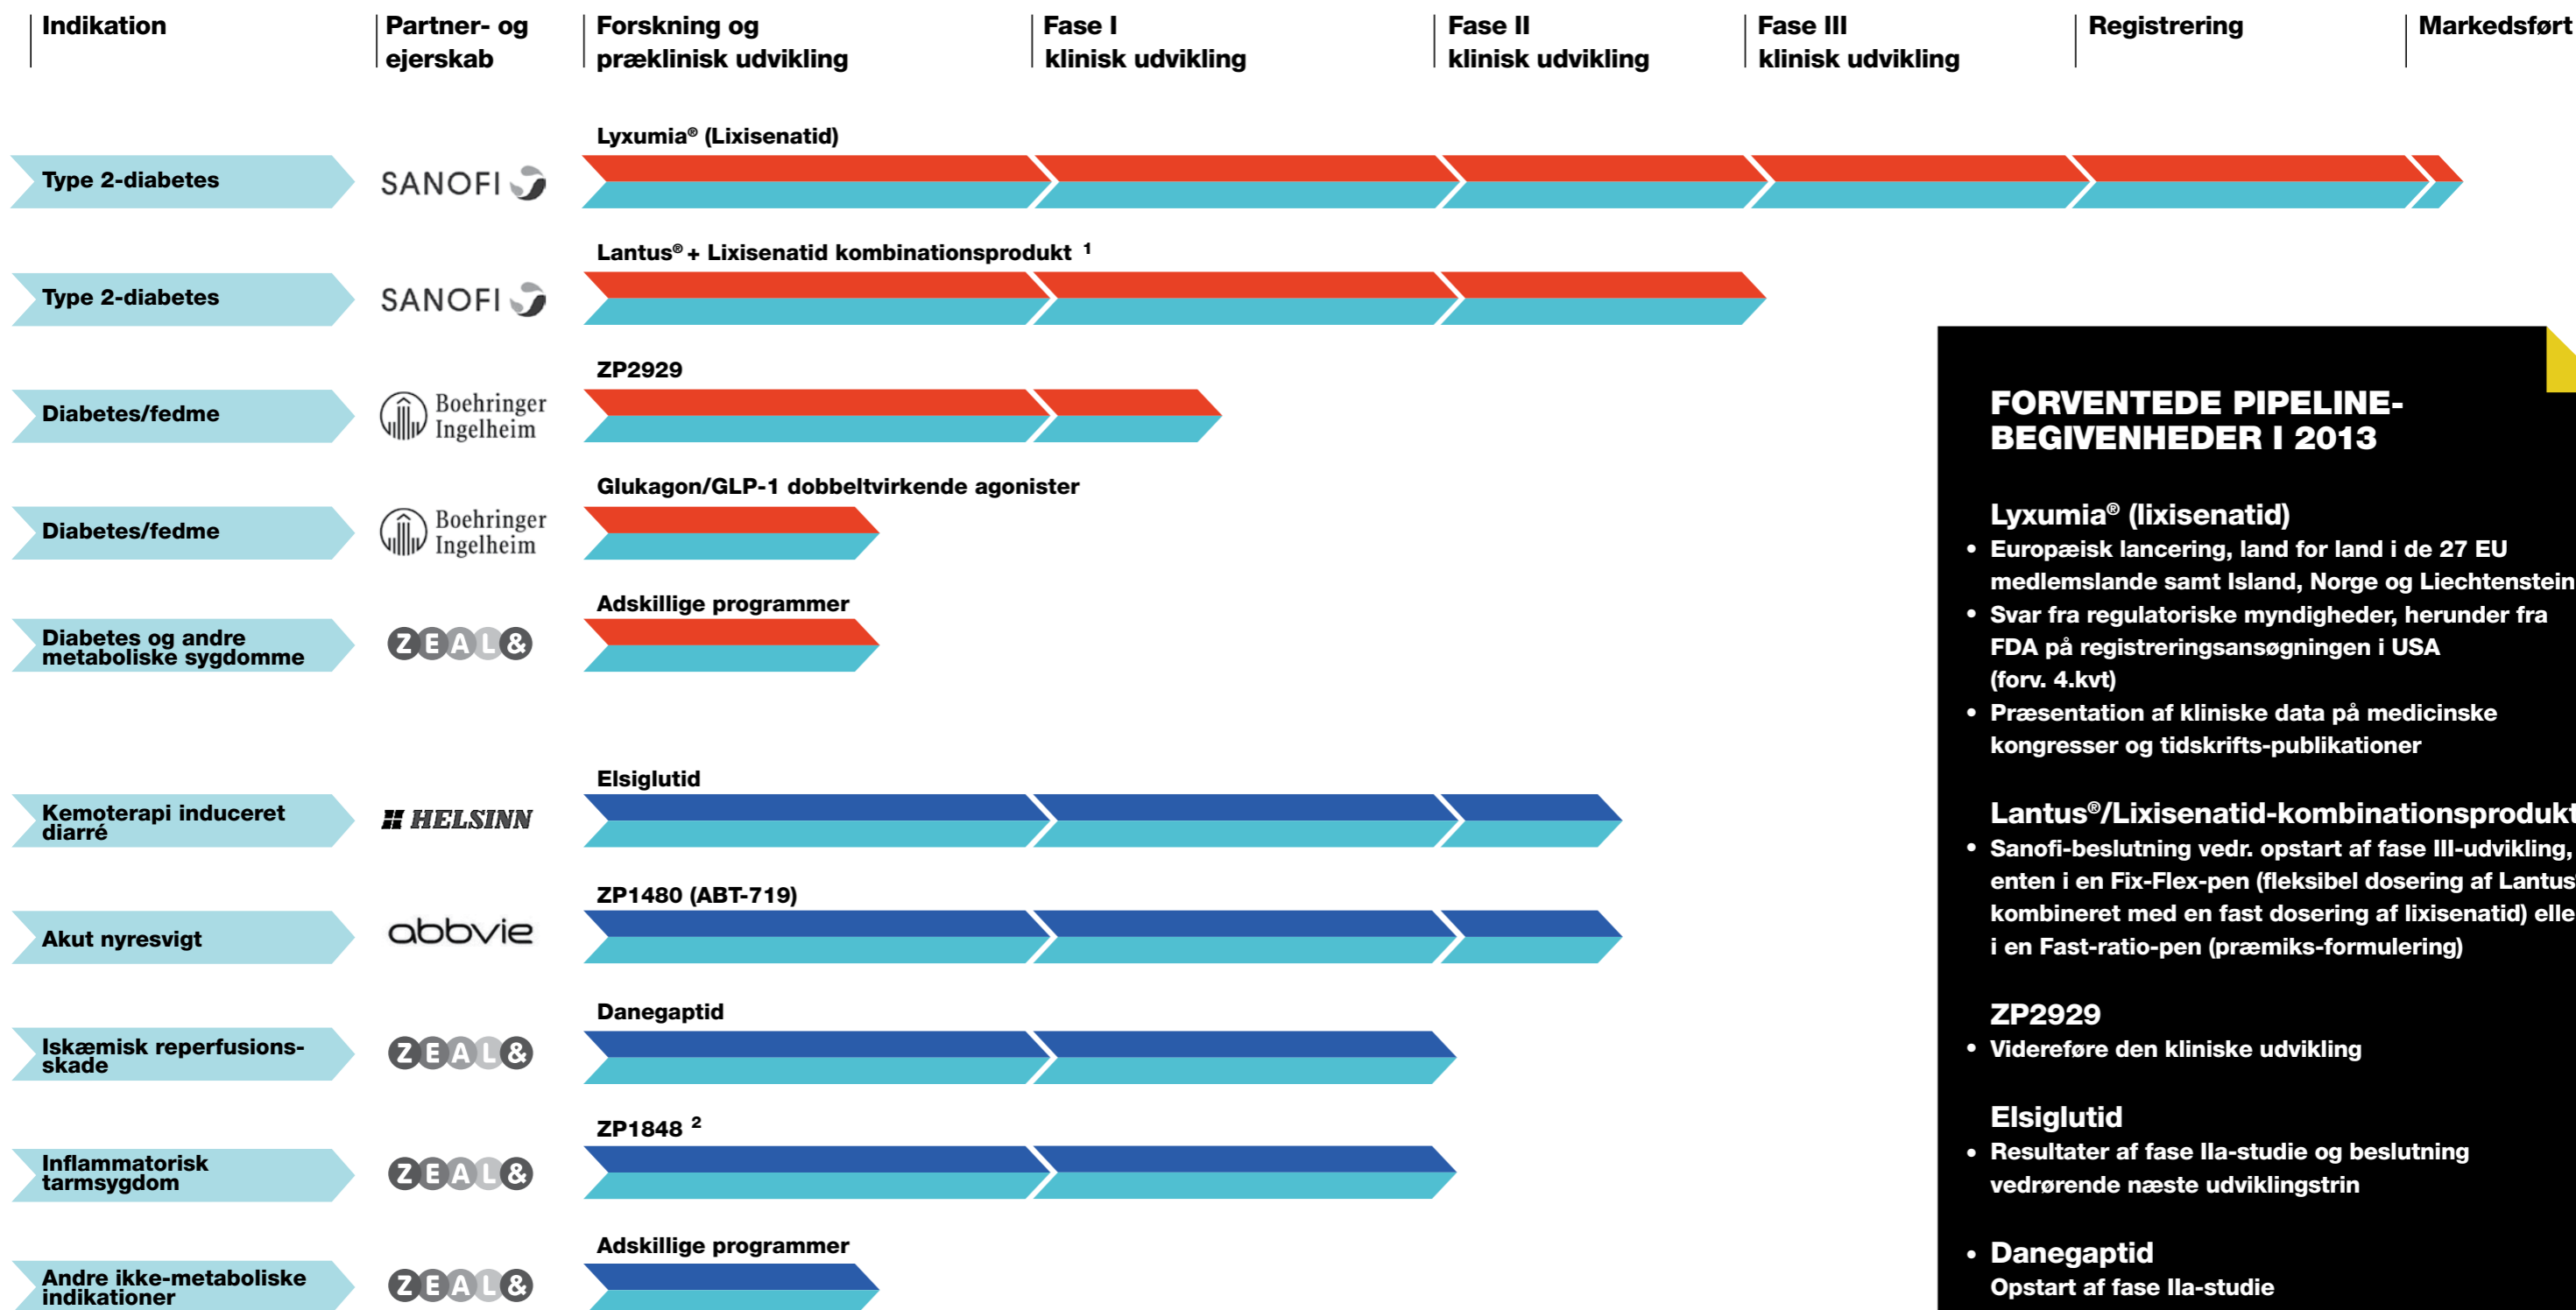 Indikation
Partner- og
ejerskab
Forskning og
præklinisk udvikling
Fase I
klinisk udvikling
Fase II
klinisk udvikling
Fase III
klinisk udvikling
Registrering
Markedsført
Lyxumia® (Lixisenatid)
Type 2-diabetes
SANOFI
Lantus® + Lixisenatid kombinationsprodukt 1
Type 2-diabetes
SANOFI
ZP2929
Diabetes/fedme
Boehringer
Ingelheim
Glukagon/GLP-1 dobbeltvirkende agonister
Diabetes/fedme
Boehringer
Ingelheim
Adskillige programmer
Diabetes og andre
metaboliske sygdomme
ZEAL&
Elsiglutid
Kemoterapi induceret
diarré
HELSINN
ZP1480 (ABT-719)
Akut nyresvigt
abbvie
Danegaptid
Iskæmisk reperfusions-
skade
ZEAL&
ZP1848 2
Inflammatorisk
tarmsygdom
ZEAL&
Adskillige programmer
Andre ikke-metaboliske
indikationer
ZEAL&
FORVENTEDE PIPELINE-
BEGIVENHEDER I 2013
Lyxumia® (lixisenatid)
• Europæisk lancering, land for land i de 27 EU
medlemslande samt Island, Norge og Liechtenstein
• Svar fra regulatoriske myndigheder, herunder fra
FDA på registreringsansøgningen i USA
(forv. 4.kvt)
• Præsentation af kliniske data på medicinske
kongresser og tidskrifts-publikationer
Lantus®/Lixisenatid-kombinationsprodukt
• Sanofi-beslutning vedr. opstart af fase III-udvikling,
enten i en Fix-Flex-pen (fleksibel dosering af Lantus
kombineret med en fast dosering af lixisenatid) elle
i en Fast-ratio-pen (præmiks-formulering)
ZP2929
• Videreføre den kliniske udvikling
Elsiglutid
• Resultater af fase IIa-studie og beslutning
vedrørende næste udviklingstrin
• Danegaptid
Opstart af fase IIa-studie